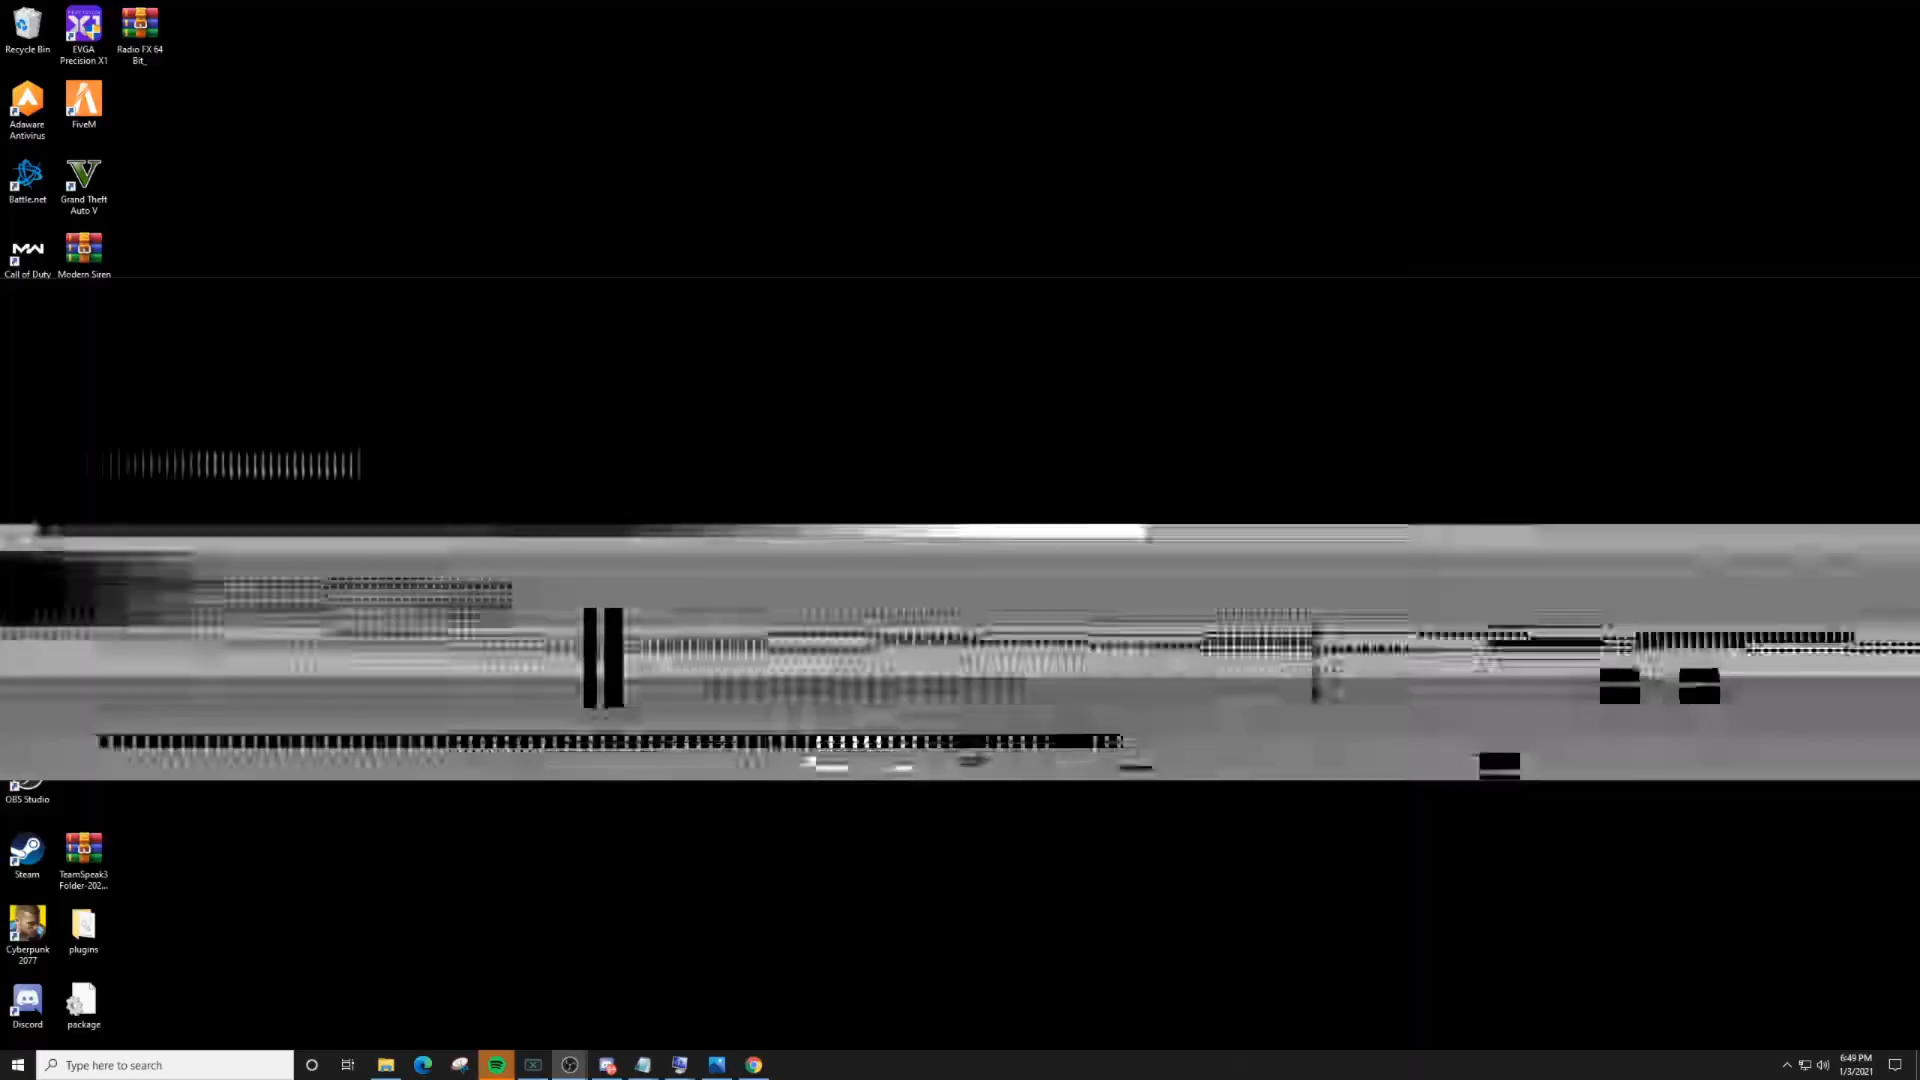 Recycle Bin
EVGA
Precision X1
Radio FX 64
Bit_
Adaware
Antivirus
FiveM
Battle.net
Grand Theft
Auto V
Call of Duty
Modern Siren
OBS Studio
Steam
TeamSpeak3
Folder-202...
Cyberpunk
2077
plugins
Discord
package
Type here to search
6:49 PM
1/3/2021